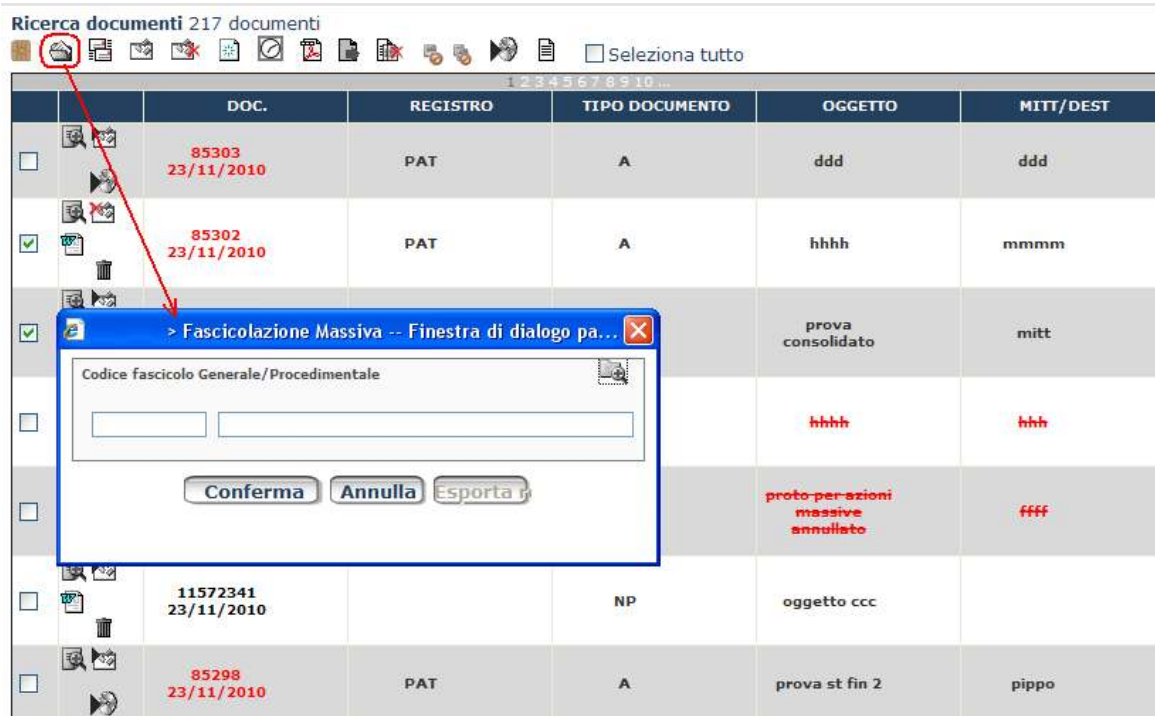 Ricerca documenti 217 documenti
Seleziona tutto
1 2 3 4 5 6 7 8 9 10 ...
DOC. REGISTRO TIPO DOCUMENTO OGGETTO MITT/DEST
85303
23/11/2010 PAT A ddd ddd
85302
23/11/2010 PAT A hhhh mmmm
prova
consolidato mitt
> Fascicolazione Massiva -- Finestra di dialogo pa...
Codice fascicolo Generale/Procedimentale
Conferma Annulla Esporta
hhhh hhh
proto per azioni
massive
annullato ffff
11572341
23/11/2010 NP oggetto ccc
85298
23/11/2010 PAT A prova st fin 2 pippo